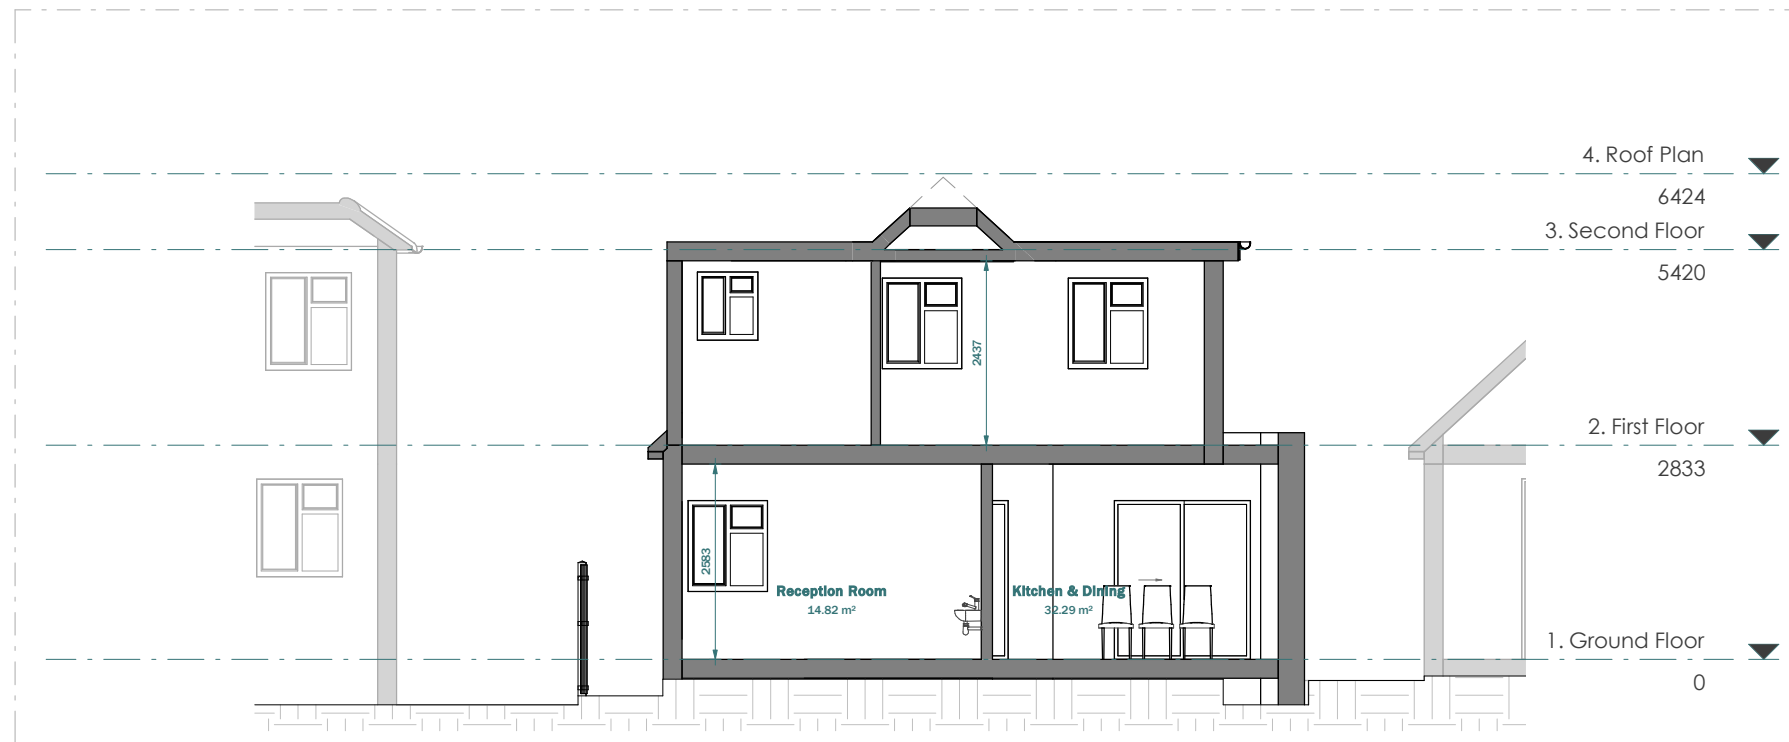 4. Roof Plan
6424
3. Second Floor
5420
2437
2. First Floor
2833
2583
Reception Room
14.82 m²
Kitchen & Dining
32.29 m²
1. Ground Floor
0